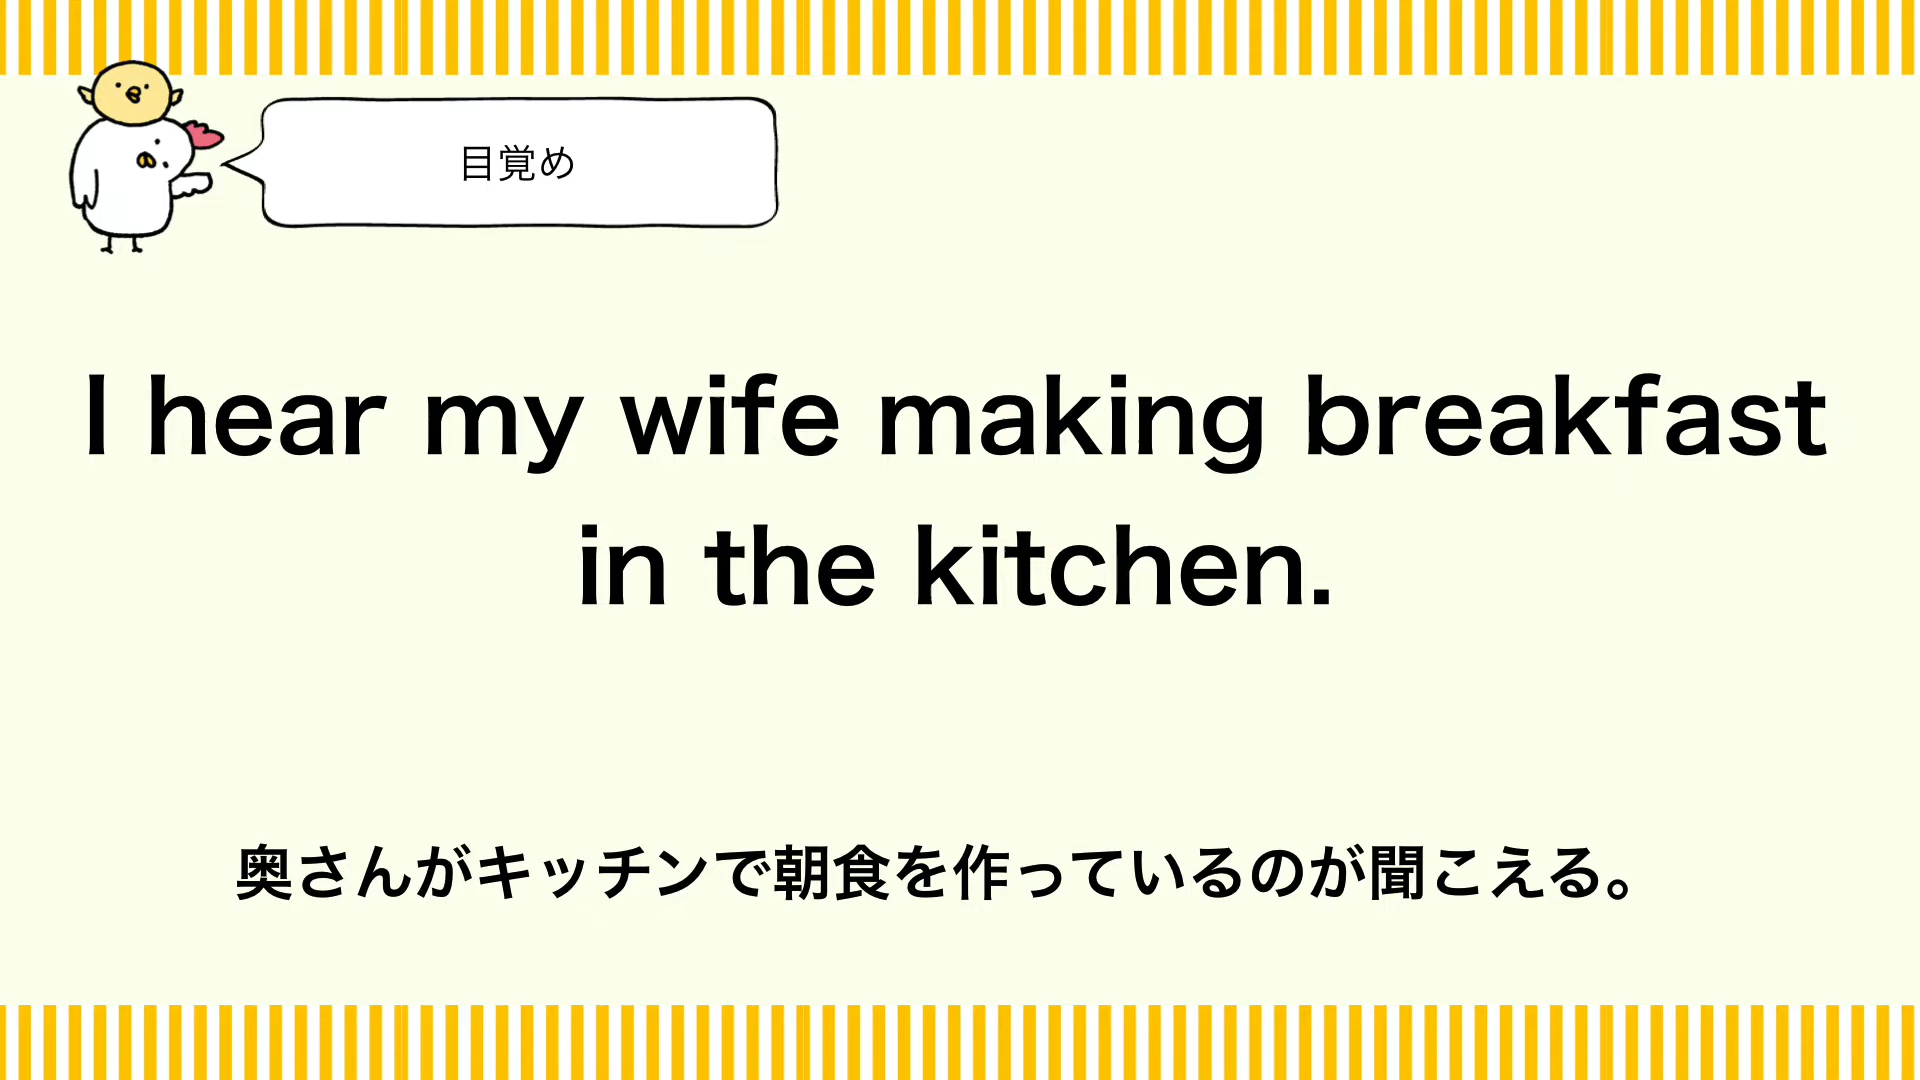 目覚め
I hear my wife making breakfast
in the kitchen.
奥さんがキッチンで朝食を作っているのが聞こえる。